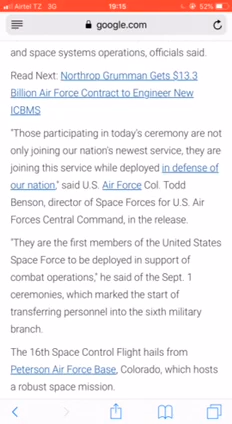 Airtel TZ 3G 19:15 52%
google.com
and space systems operations, officials said.
Read Next: Northrop Grumman Gets $13.3
Billion Air Force Contract to Engineer New
ICBMS
"Those participating in today's ceremony are not
only joining our nation's newest service, they are
joining this service while deployed in defense of
our nation," said U.S. Air Force Col. Todd
Benson, director of Space Forces for U.S. Air
Forces Central Command, in the release.
"They are the first members of the United States
Space Force to be deployed in support of
combat operations," he said of the Sept. 1
ceremonies, which marked the start of
transferring personnel into the sixth military
branch.
The 16th Space Control Flight hails from
Peterson Air Force Base, Colorado, which hosts
a robust space mission.